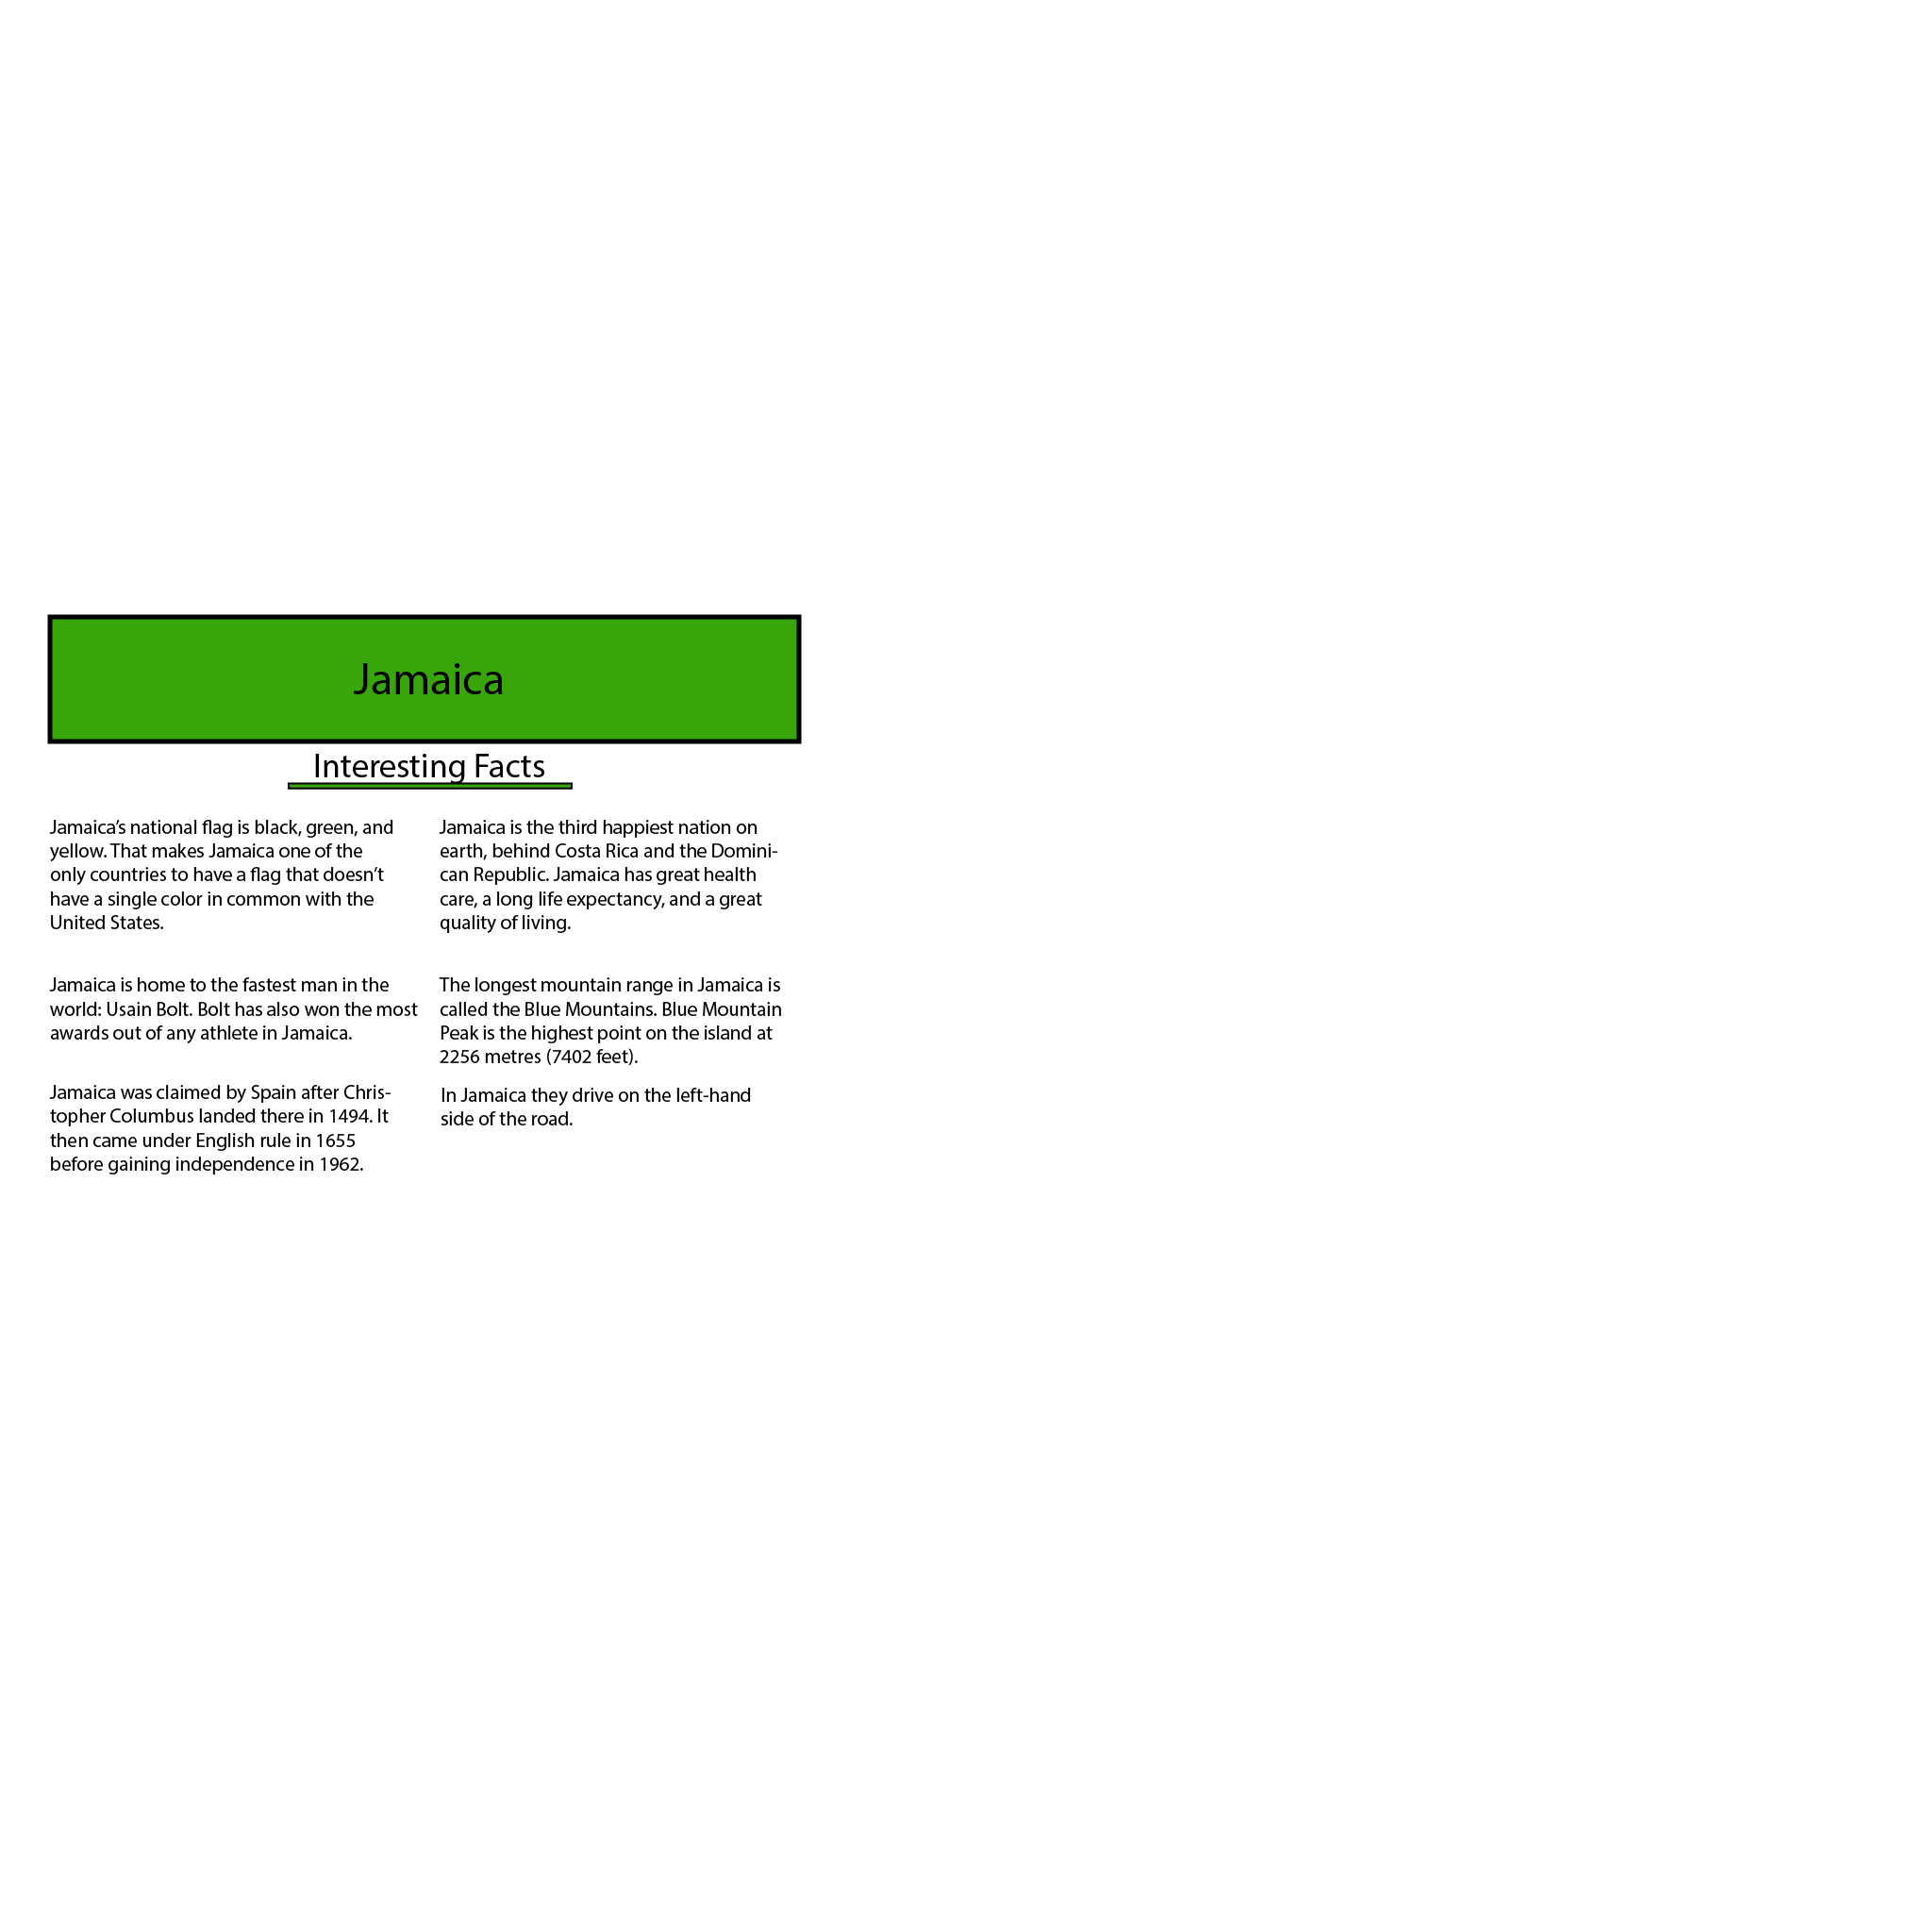 Jamaica
Interesting Facts
Jamaica’s national flag is black, green, and
yellow. That makes Jamaica one of the
only countries to have a flag that doesn’t
have a single color in common with the
United States.
Jamaica is home to the fastest man in the
world: Usain Bolt. Bolt has also won the most
awards out of any athlete in Jamaica.
Jamaica was claimed by Spain after Chris-
topher Columbus landed there in 1494. It
then came under English rule in 1655
before gaining independence in 1962.
Jamaica is the third happiest nation on
earth, behind Costa Rica and the Domini-
can Republic. Jamaica has great health
care, a long life expectancy, and a great
quality of living.
The longest mountain range in Jamaica is
called the Blue Mountains. Blue Mountain
Peak is the highest point on the island at
2256 metres (7402 feet).
In Jamaica they drive on the left-hand
side of the road.